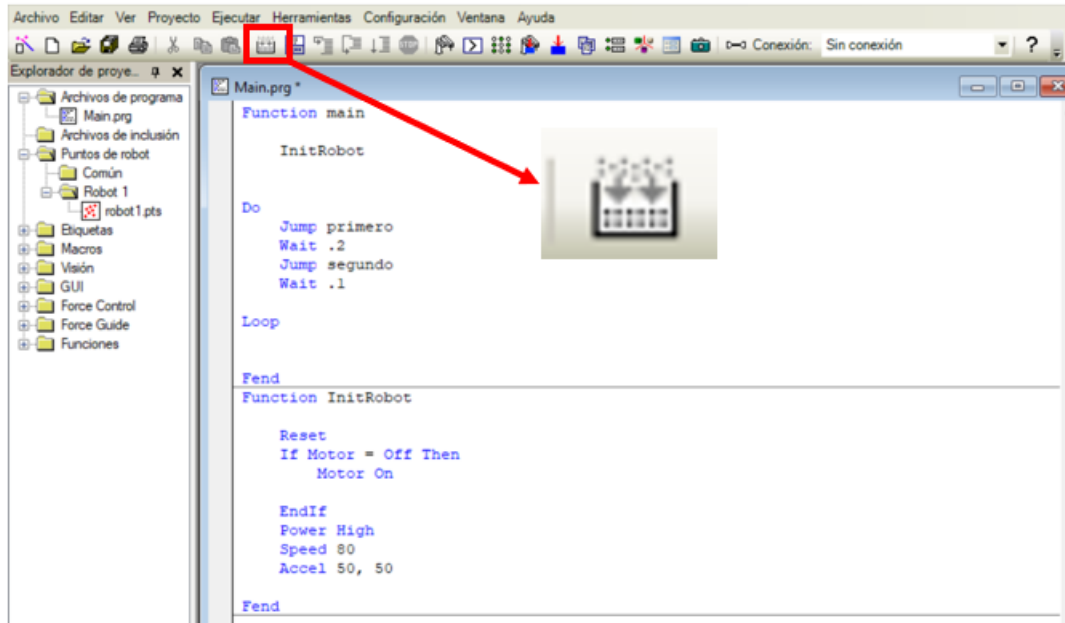 Archivo Editar Ver Proyecto Ejecutar Herramientas Configuración Ventana Ayuda
Conexión: Sin conexión
Explorador de proye...
Archivos de programa
Main.prg
Archivos de inclusión
Puntos de robot
Común
Robot 1
robot1.pts
Etiquetas
Macros
Visión
GUI
Force Control
Force Guide
Funciones
Main.prg *
Function main
InitRobot
Do
Jump primero
Wait .2
Jump segundo
Wait .1
Loop
Fend
Function InitRobot
Reset
If Motor = Off Then
Motor On
EndIf
Power High
Speed 80
Accel 50, 50
Fend